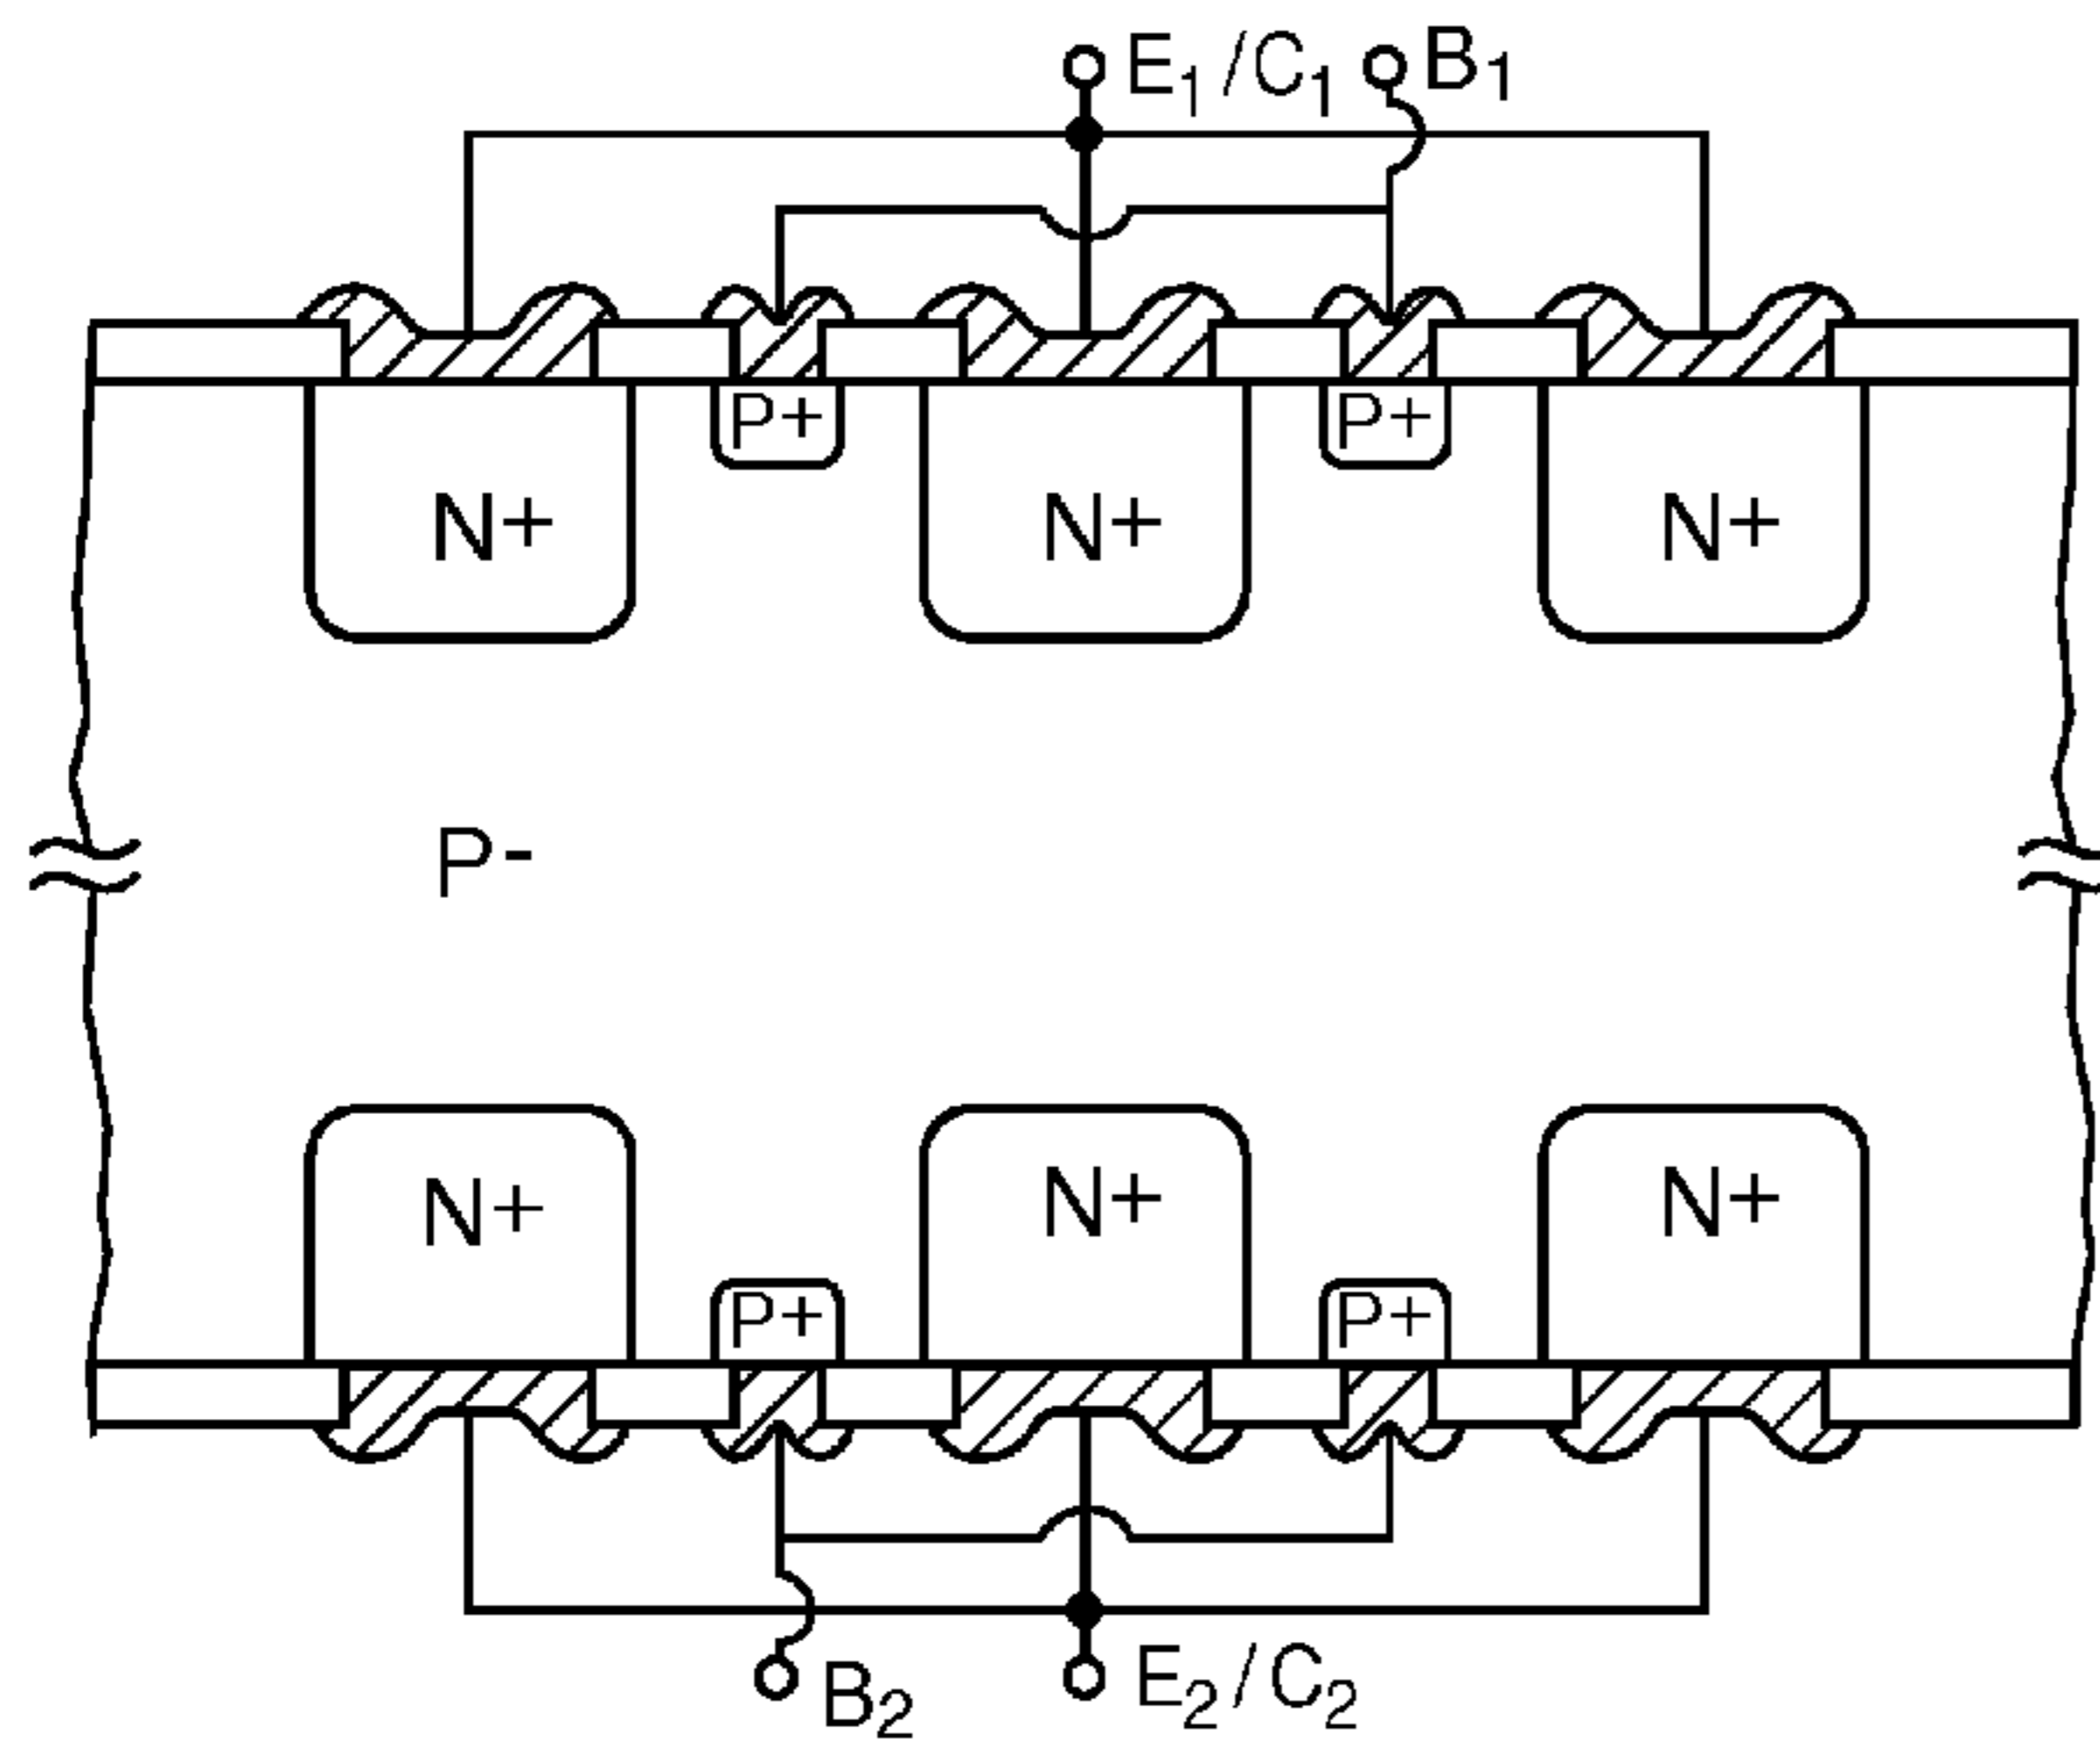 E1/C1 B1
P+ P+
N+ N+ N+
P-
N+ N+ N+
P+ P+
B2 E2/C2